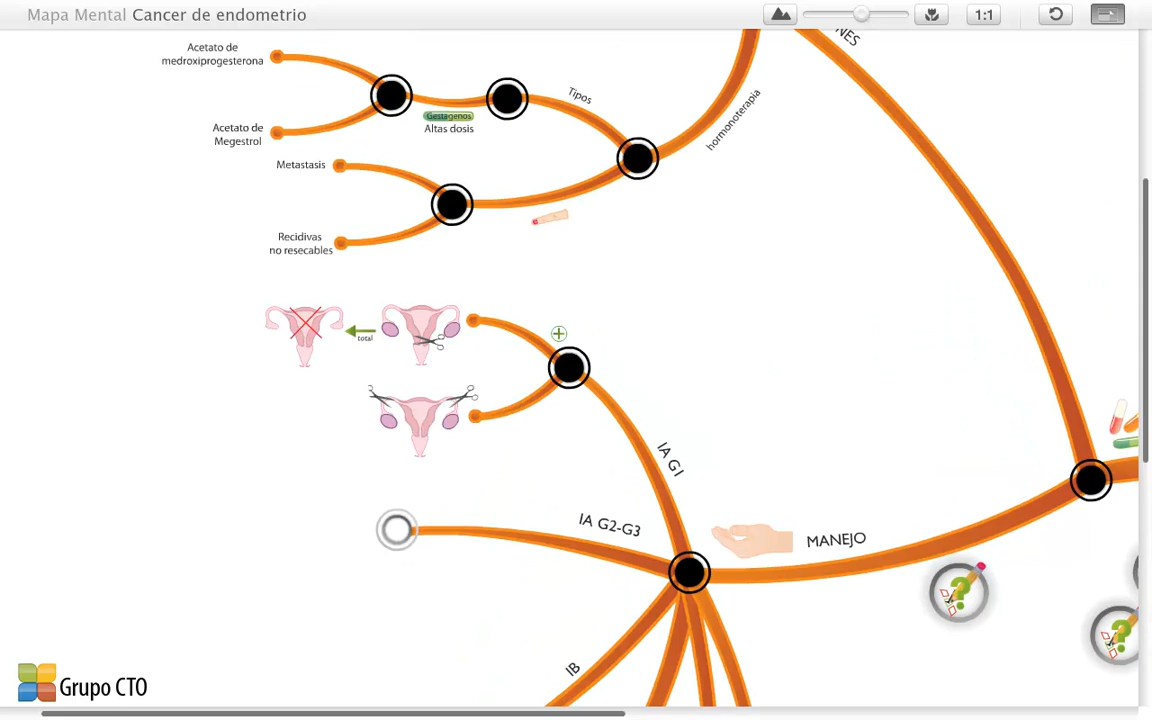 Mapa Mental Cancer de endometrio
1:1
NES
Acetato de
medroxiprogesterona
Tipos
hormonoterapia
Gestagenos
Altas dosis
Acetato de
Megestrol
Metastasis
Recidivas
no resecables
total
IA G1
IA G2-G3
MANEJO
IB
Grupo CTO